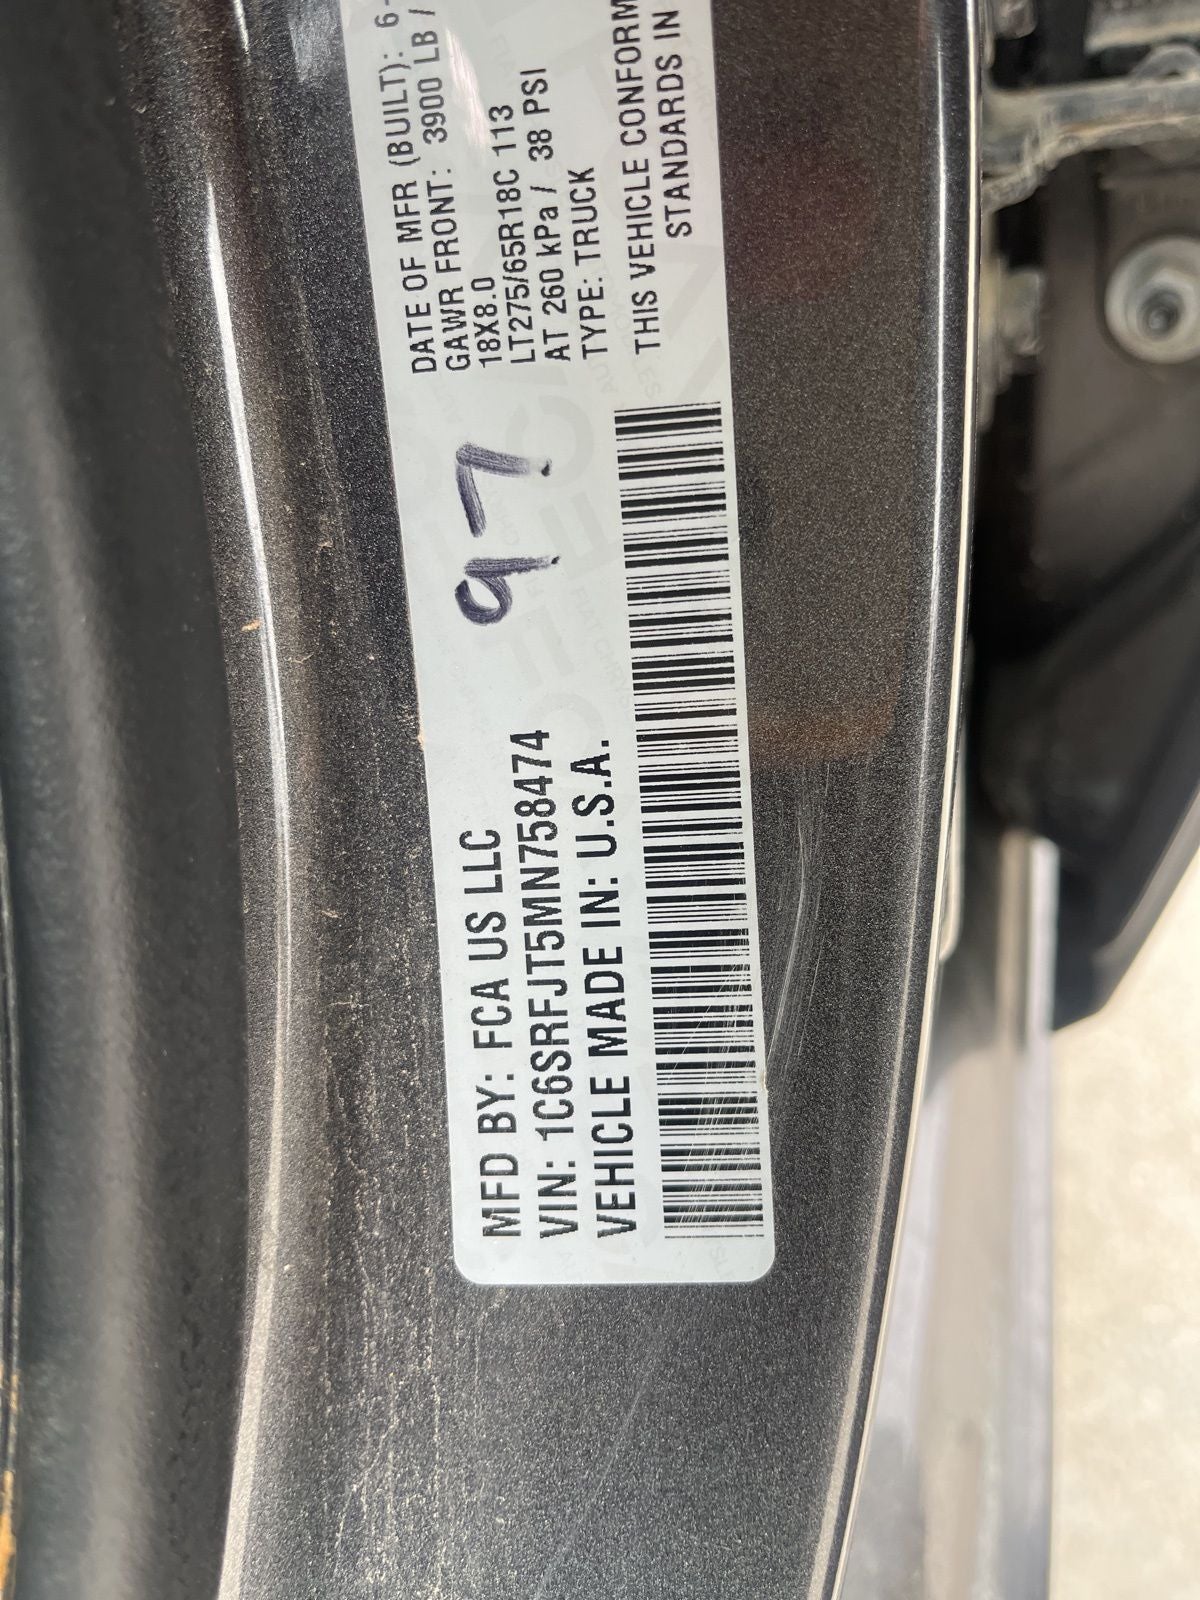 MFD BY: FCA US LLC
VIN: 1C6SRFJT5MN758474
VEHICLE MADE IN: U.S.A.
97
DATE OF MFR (BUILT): 6-
GAWR FRONT: 3900 LB /
18X8.0
LT275/65R18C 113
AT 260 kPa / 38 PSI
TYPE: TRUCK
THIS VEHICLE CONFORM
STANDARDS IN